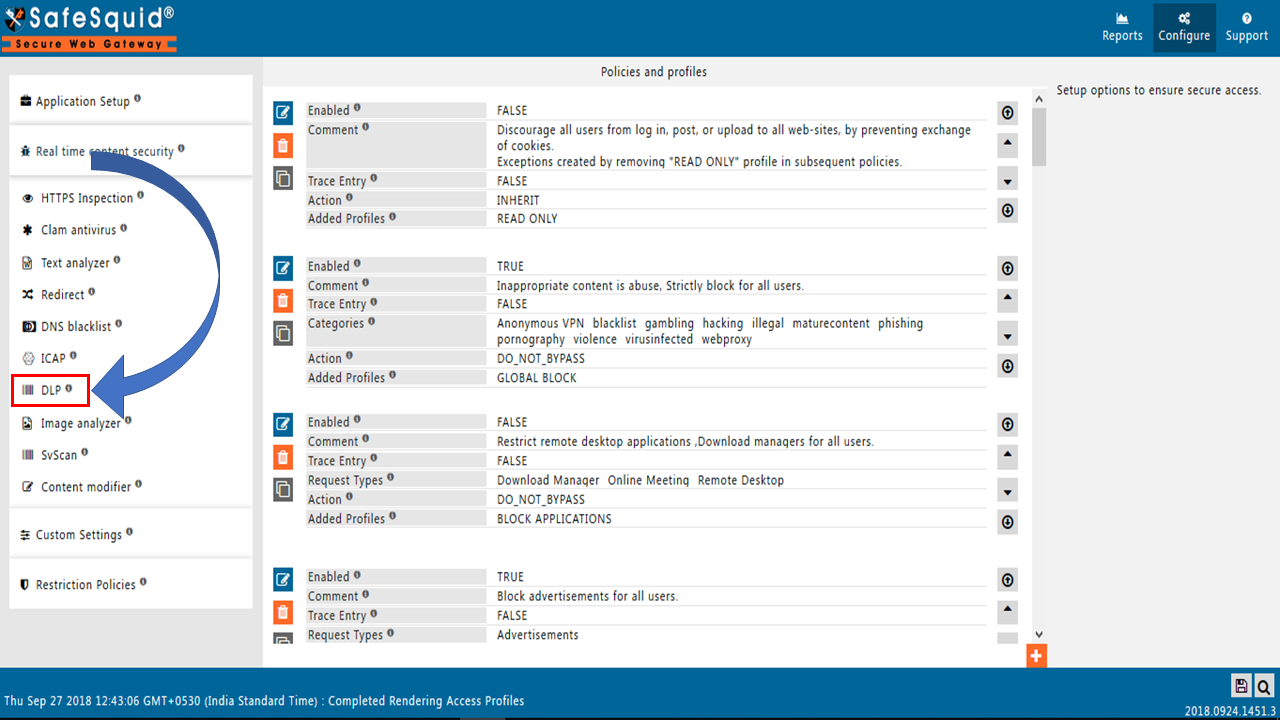 SafeSquid®
Secure Web Gateway
Reports
Configure
Support
Application Setup
Real time content security
HTTPS Inspection
Clam antivirus
Text analyzer
Redirect
DNS blacklist
ICAP
DLP
Image analyzer
SvScan
Content modifier
Custom Settings
Restriction Policies
Policies and profiles
Enabled FALSE
Comment Discourage all users from log in, post, or upload to all web-sites, by preventing exchange
of cookies.
Exceptions created by removing "READ ONLY" profile in subsequent policies.
Trace Entry FALSE
Action INHERIT
Added Profiles READ ONLY
Enabled TRUE
Comment Inappropriate content is abuse, Strictly block for all users.
Trace Entry FALSE
Categories Anonymous VPN blacklist gambling hacking illegal maturecontent phishing
pornography violence virusinfected webproxy
Action DO_NOT_BYPASS
Added Profiles GLOBAL BLOCK
Enabled FALSE
Comment Restrict remote desktop applications ,Download managers for all users.
Trace Entry FALSE
Request Types Download Manager Online Meeting Remote Desktop
Action DO_NOT_BYPASS
Added Profiles BLOCK APPLICATIONS
Enabled TRUE
Comment Block advertisements for all users.
Trace Entry FALSE
Request Types Advertisements
Setup options to ensure secure access.
Thu Sep 27 2018 12:43:06 GMT+0530 (India Standard Time) : Completed Rendering Access Profiles
2018.0924.1451.3